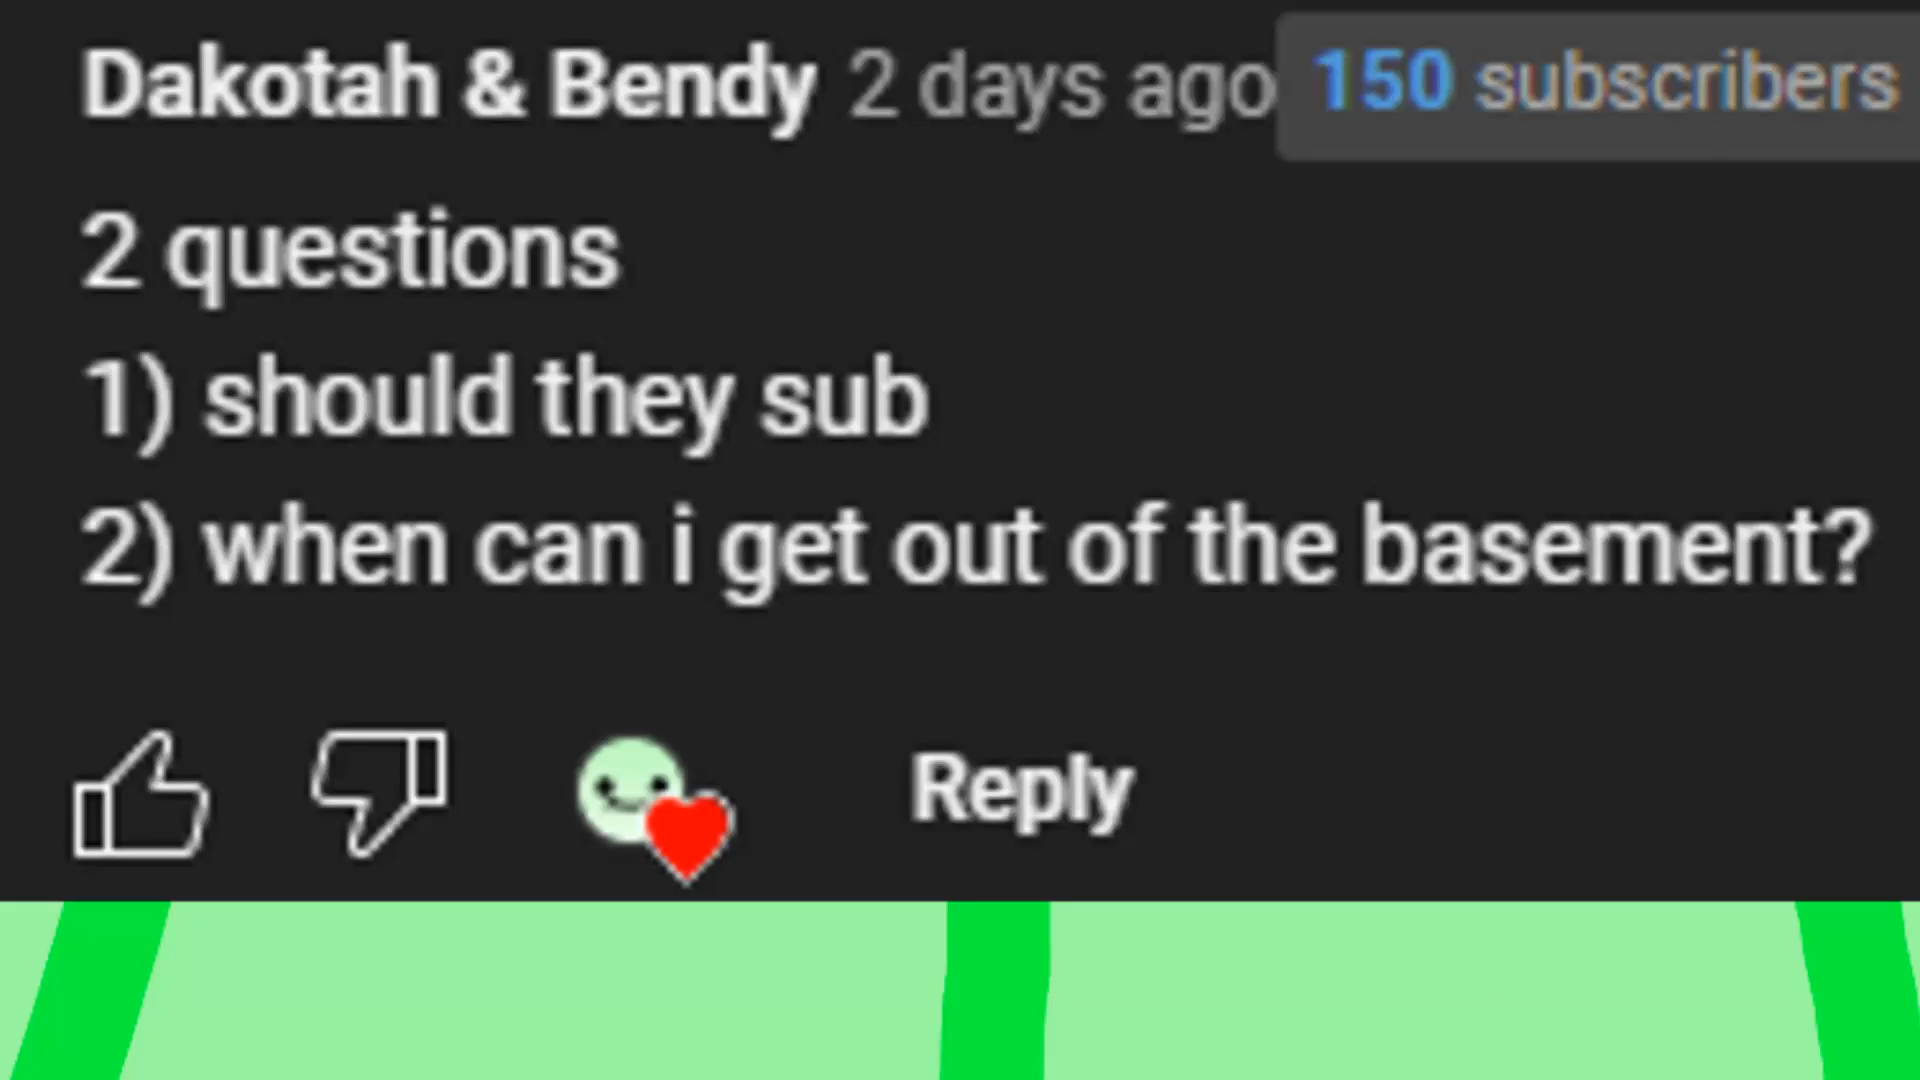 Dakotah & Bendy 2 days ago 150 subscribers
2 questions
1) should they sub
2) when can i get out of the basement?
Reply